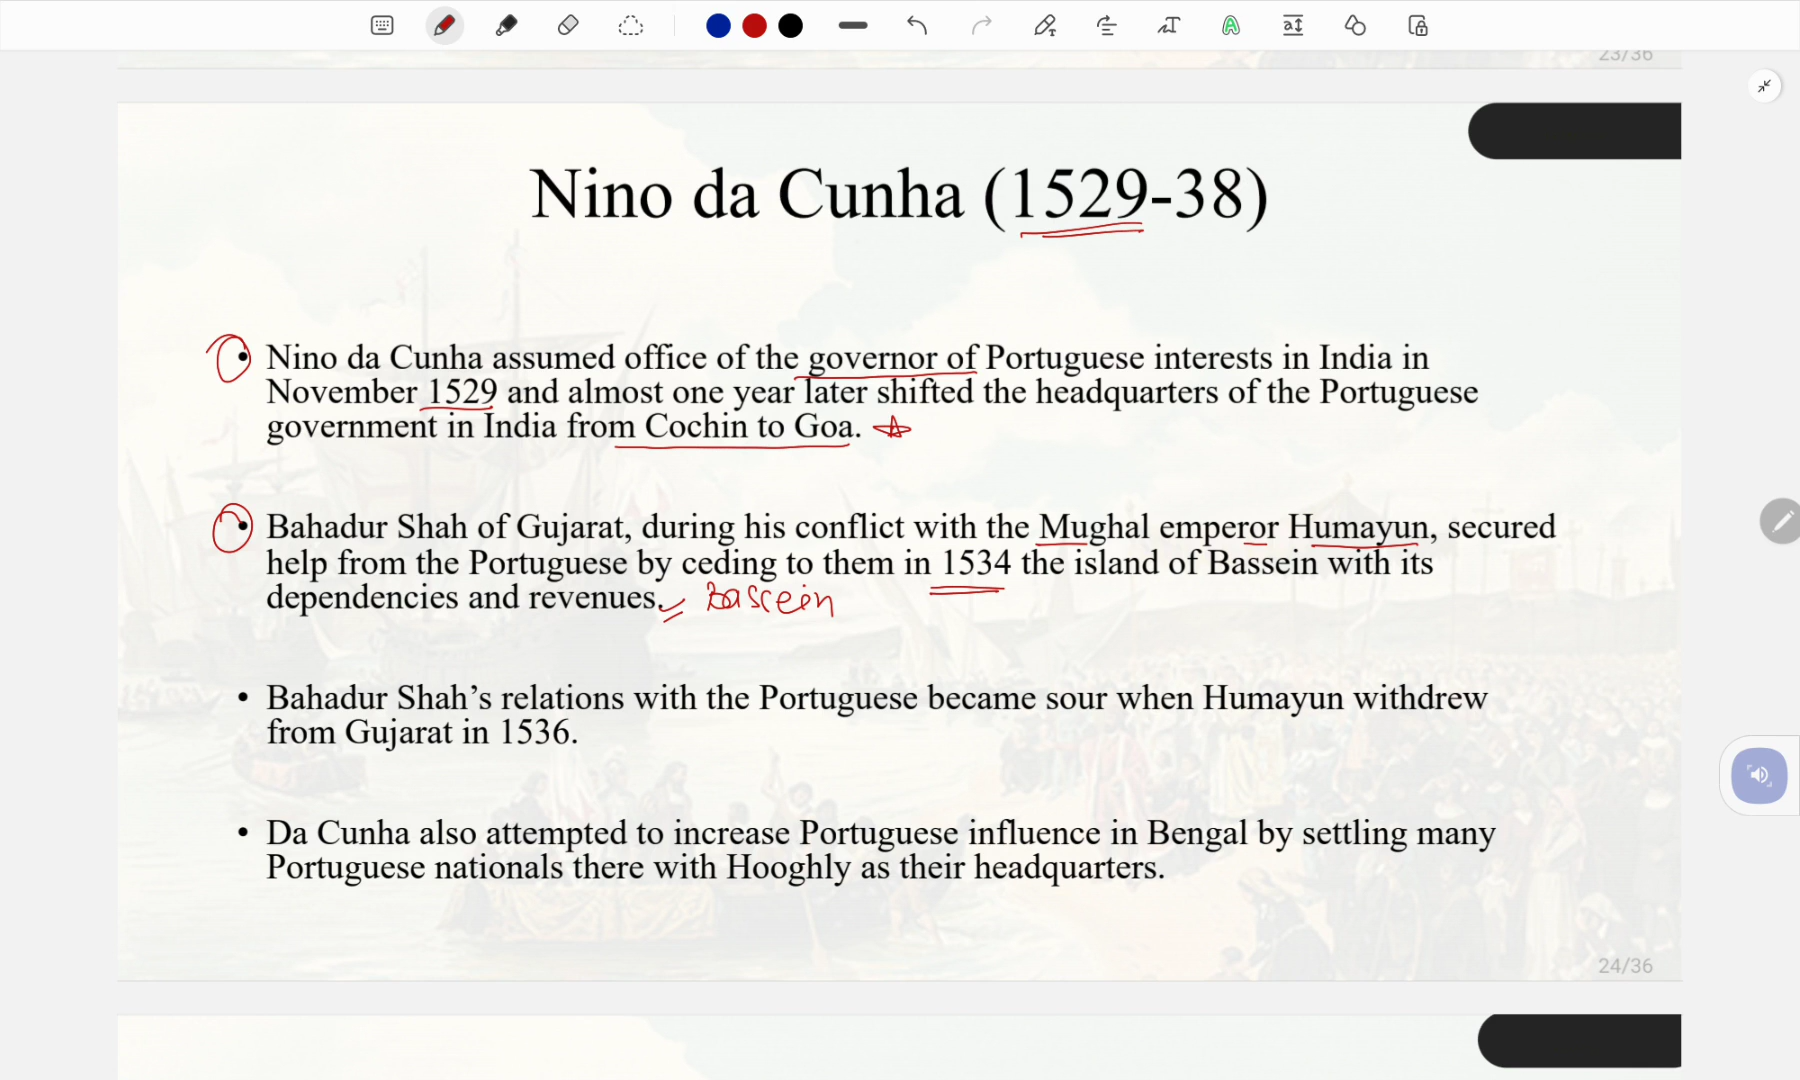 23/36
Nino da Cunha (1529-38)
• Nino da Cunha assumed office of the governor of Portuguese interests in India in
November 1529 and almost one year later shifted the headquarters of the Portuguese
government in India from Cochin to Goa.
• Bahadur Shah of Gujarat, during his conflict with the Mughal emperor Humayun, secured
help from the Portuguese by ceding to them in 1534 the island of Bassein with its
dependencies and revenues. Bassein
• Bahadur Shah’s relations with the Portuguese became sour when Humayun withdrew
from Gujarat in 1536.
• Da Cunha also attempted to increase Portuguese influence in Bengal by settling many
Portuguese nationals there with Hooghly as their headquarters.
24/36